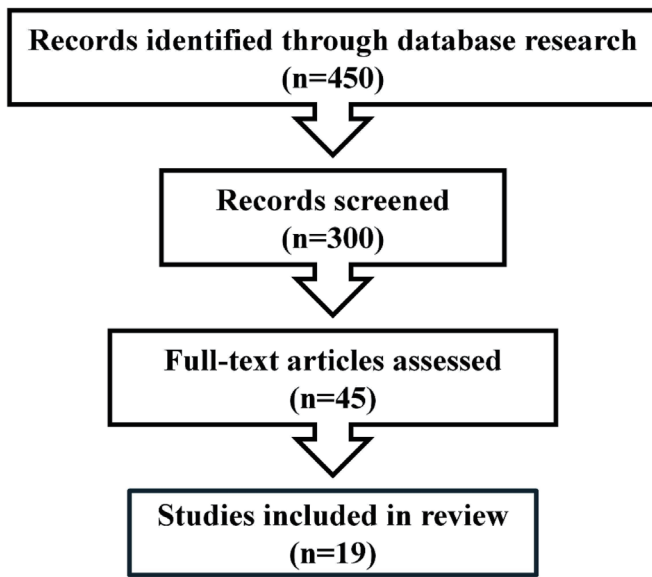 Records identified through database research
(n=450)
Records screened
(n=300)
Full-text articles assessed
(n=45)
Studies included in review
(n=19)